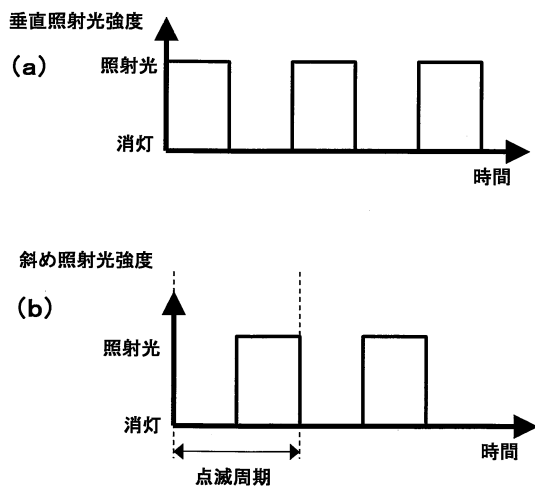 垂直照射光強度
(a)
照射光
消灯
時間
斜め照射光強度
(b)
照射光
消灯
時間
点滅周期